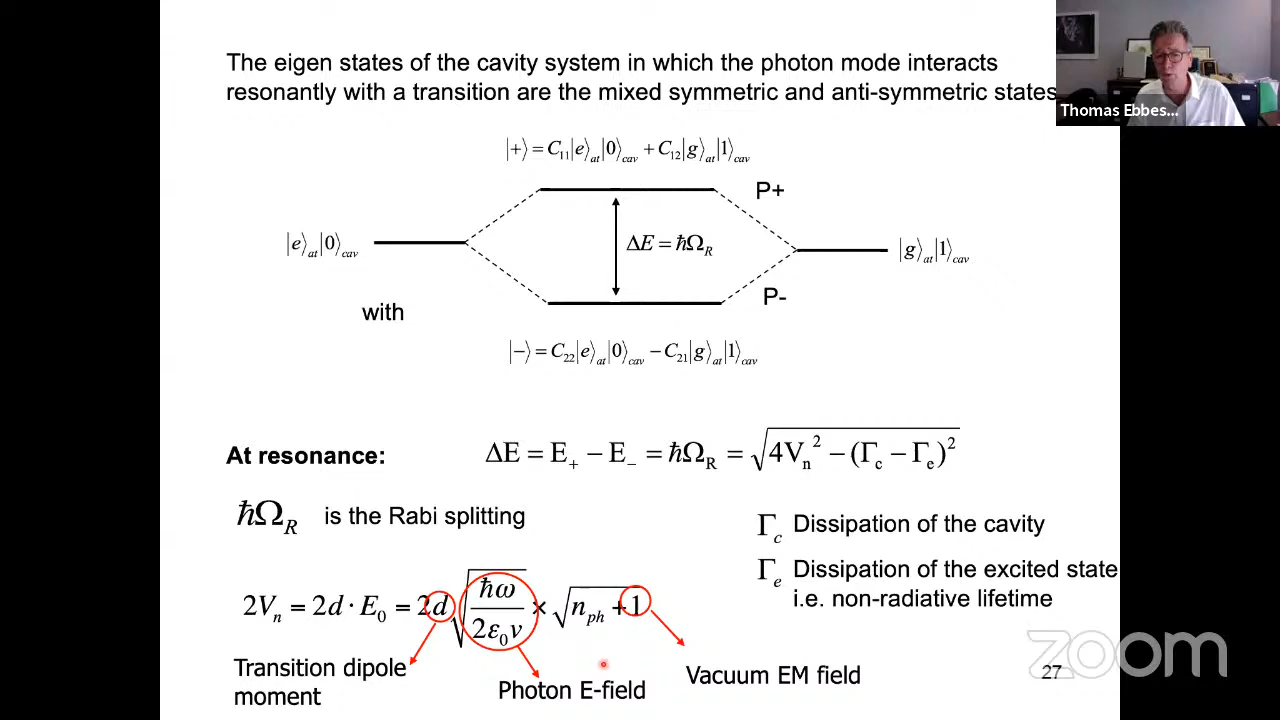 The eigen states of the cavity system in which the photon mode interacts
resonantly with a transition are the mixed symmetric and anti-symmetric states
Thomas Ebbes...
|+⟩ = C₁₁|e⟩ₐₜ|0⟩cav + C₁₂|g⟩ₐₜ|1⟩cav
P+
|e⟩ₐₜ|0⟩cav
ΔE = ħΩ_R
|g⟩ₐₜ|1⟩cav
P-
with
|−⟩ = C₂₂|e⟩ₐₜ|0⟩cav − C₂₁|g⟩ₐₜ|1⟩cav
At resonance:
ΔE = E₊ − E₋ = ħΩ_R = √(4Vₙ² − (Γ_c − Γ_e)²)
ħΩ_R is the Rabi splitting
Γ_c Dissipation of the cavity
Γ_e Dissipation of the excited state
i.e. non-radiative lifetime
2Vₙ = 2d · E₀ = 2d √(ħω / 2ε₀v) × √(n_ph + 1)
Transition dipole
moment
Photon E-field
Vacuum EM field
zoom
27